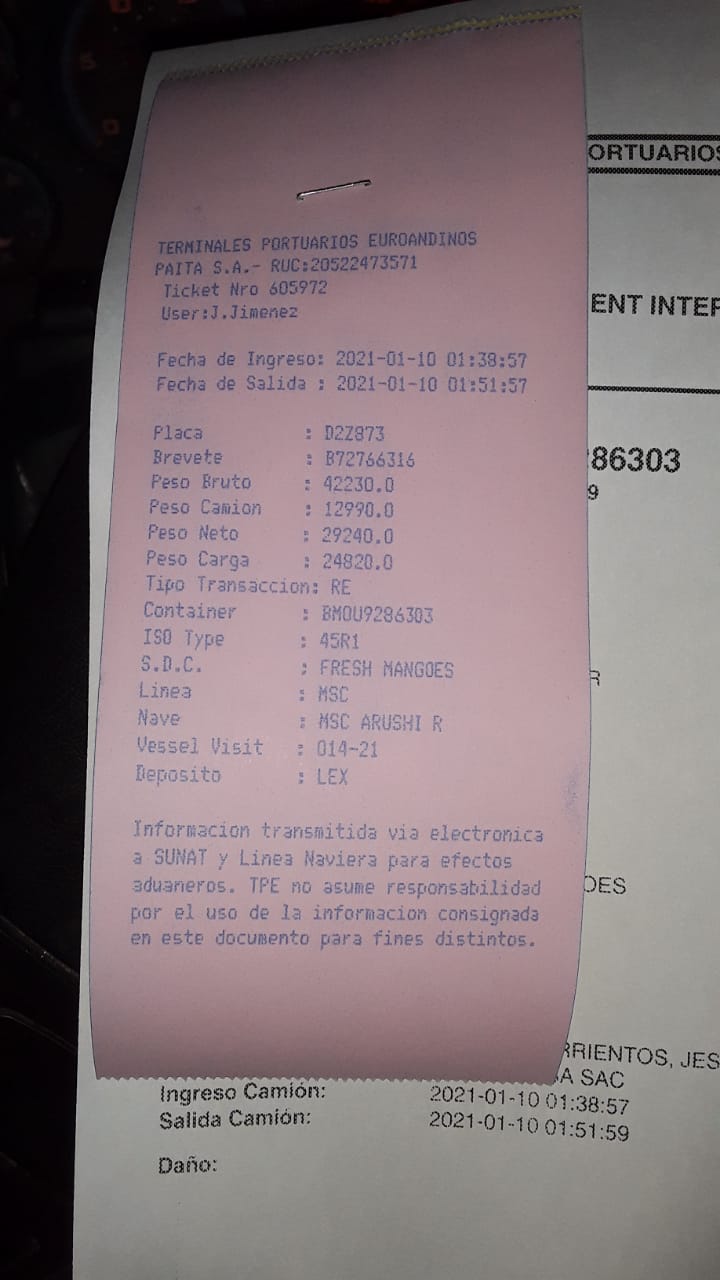 TERMINALES PORTUARIOS EUROANDINOS
PAITA S.A.- RUC:20522473571
Ticket Nro 605972
User:J.Jimenez
Fecha de Ingreso: 2021-01-10 01:38:57
Fecha de Salida : 2021-01-10 01:51:57
Placa : D2Z873
Brevete : B72766316
Peso Bruto : 42230.0
Peso Camion : 12990.0
Peso Neto : 29240.0
Peso Carga : 24820.0
Tipo Transaccion: RE
Container : BMOU9286303
ISO Type : 45R1
S.D.C. : FRESH MANGOES
Linea : MSC
Nave : MSC ARUSHI R
Vessel Visit : 014-21
Deposito : LEX
Informacion transmitida via electronica
a SUNAT y Linea Naviera para efectos
aduaneros. TPE no asume responsabilidad
por el uso de la informacion consignada
en este documento para fines distintos.
ORTUARIOS
ENT INTER
86303
9
R
OES
RRIENTOS, JES
A SAC
Ingreso Camión: 2021-01-10 01:38:57
Salida Camión: 2021-01-10 01:51:59
Daño: